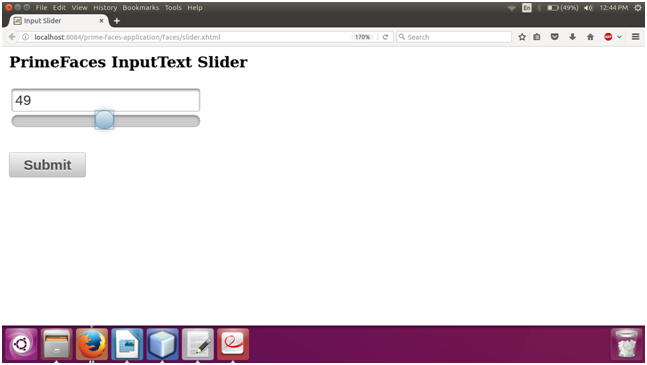 File Edit View History Bookmarks Tools Help En (49%) 12:44 PM
Input Slider
localhost:8084/prime-faces-application/faces/slider.xhtml 170% Search ABP
PrimeFaces InputText Slider
49
Submit